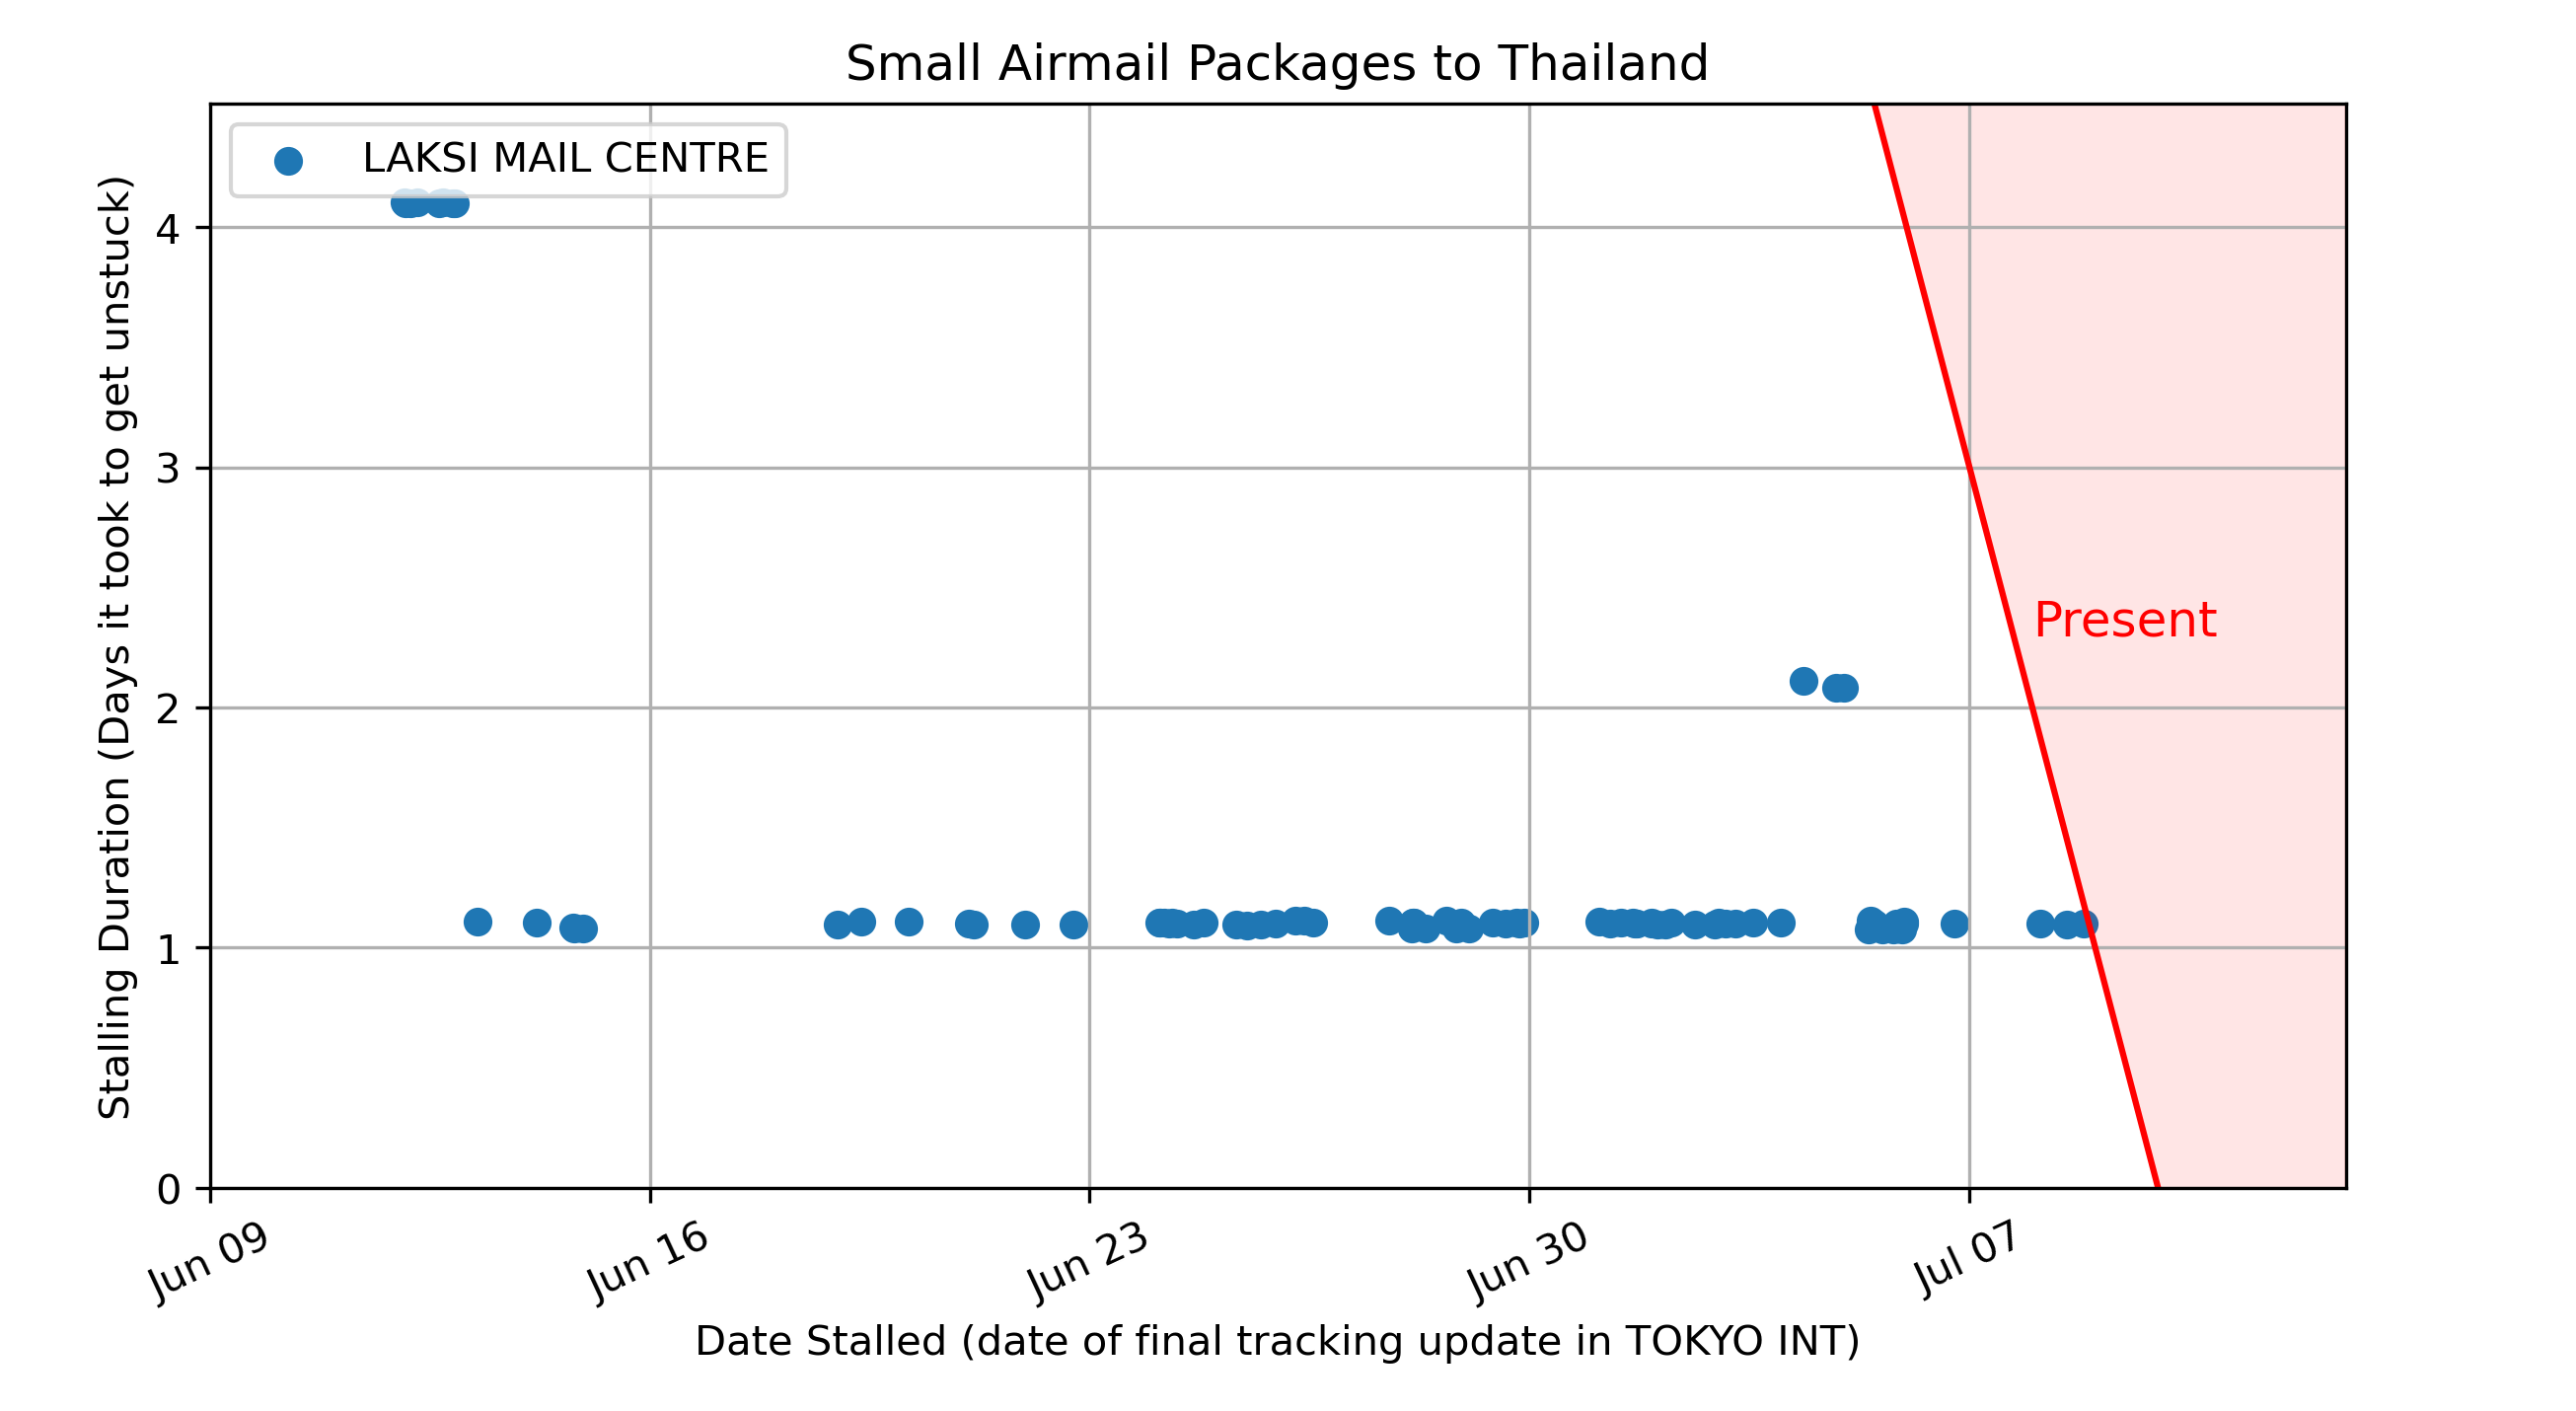 Small Airmail Packages to Thailand
LAKSI MAIL CENTRE
Stalling Duration (Days it took to get unstuck)
4
3
2
1
0
Present
Jun 09
Jun 16
Jun 23
Jun 30
Jul 07
Date Stalled (date of final tracking update in TOKYO INT)